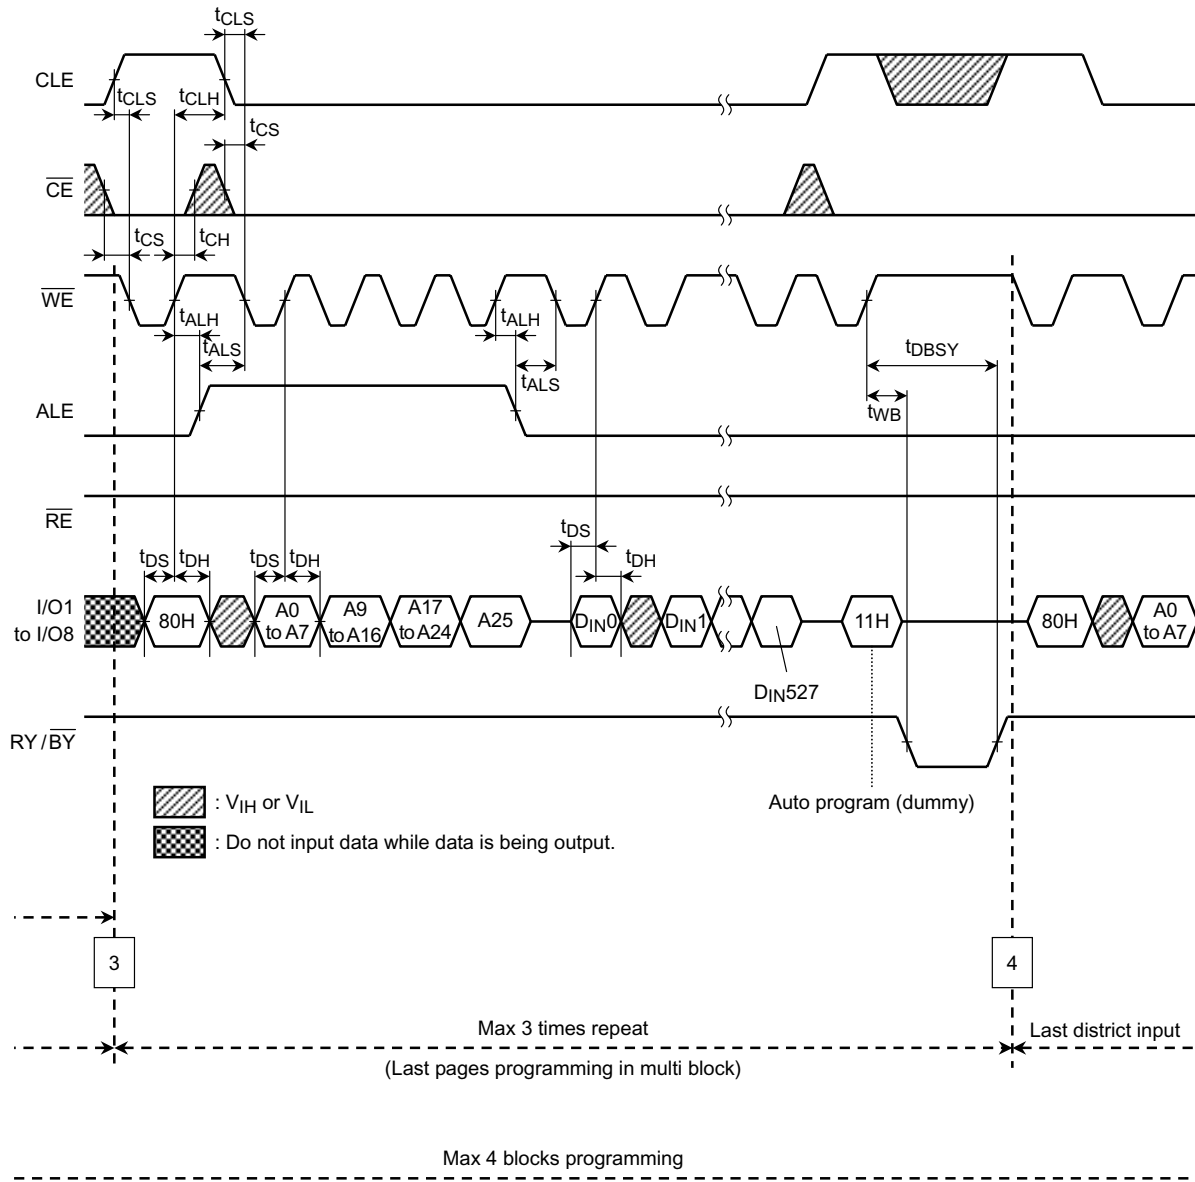 tCLS
CLE
tCLS tCLH
tCS
CE
tCS tCH
WE
tALH tALH
tALS tDBSY
tALS
ALE tWB
RE
tDS
tDS tDH tDS tDH tDH
I/O1
to I/O8
80H
A0
to A7
A9
to A16
A17
to A24
A25
DIN0
DIN1
11H
80H
A0
to A7
DIN527
RY/BY
: VIH or VIL
Auto program (dummy)
: Do not input data while data is being output.
3
4
Max 3 times repeat
Last district input
(Last pages programming in multi block)
Max 4 blocks programming